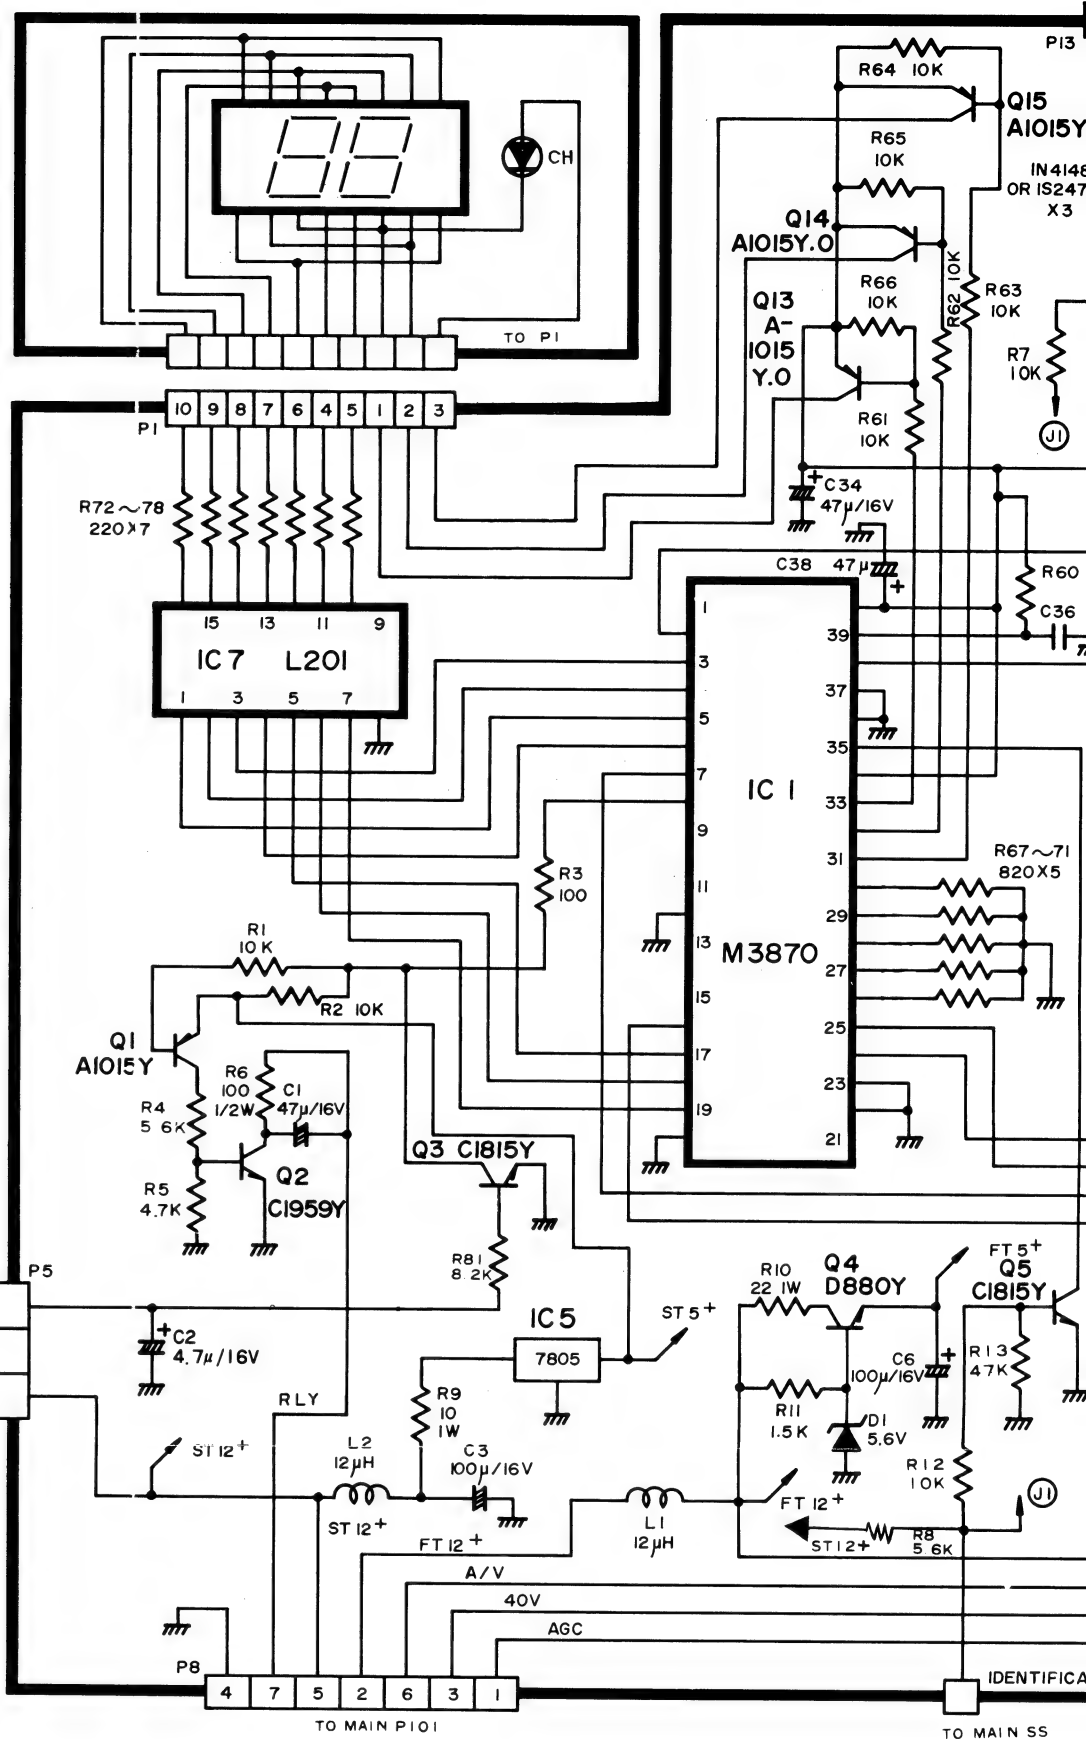 P13
R64 10K
Q15
A1015Y
R65
10K
CH
IN4148
OR IS247
X3
Q14
A1015Y.O
R62 10K
R66
10K
R63
10K
Q13
A-
1015
Y.O
TO P1
R7
10K
J1
10 9 8 7 6 4 5 1 2 3
P1
R61
10K
R72~78
220X7
C34
+
47µ/16V
C38 47µ
+
R60
C36
15 13 11 9
IC7 L201
1 3 5 7
1
3
5
7
9
11
13
15
17
19
IC 1
M3870
39
37
35
33
31
29
27
25
23
21
R67~71
820X5
R3
100
R1
10K
R2 10K
Q1
A1015Y
R6
100
1/2W
C1
47µ/16V
R4
5.6K
Q3 C1815Y
Q2
C1959Y
R5
4.7K
R81
8.2K
P5
+
C2
4.7µ/16V
IC5
7805
ST5+
R10
22 1W
Q4
D880Y
FT5+
Q5
C1815Y
C6
+
100µ/16V
R13
47K
R11
1.5K
D1
5.6V
R9
10
1W
RLY
ST12+
L2
12µH
C3
100µ/16V
ST12+
FT12+
L1
12µH
FT12+
ST12+
R8
5.6K
R12
10K
J1
A/V
40V
AGC
P8
4 7 5 2 6 3 1
TO MAIN P101
IDENTIFICA
TO MAIN SS